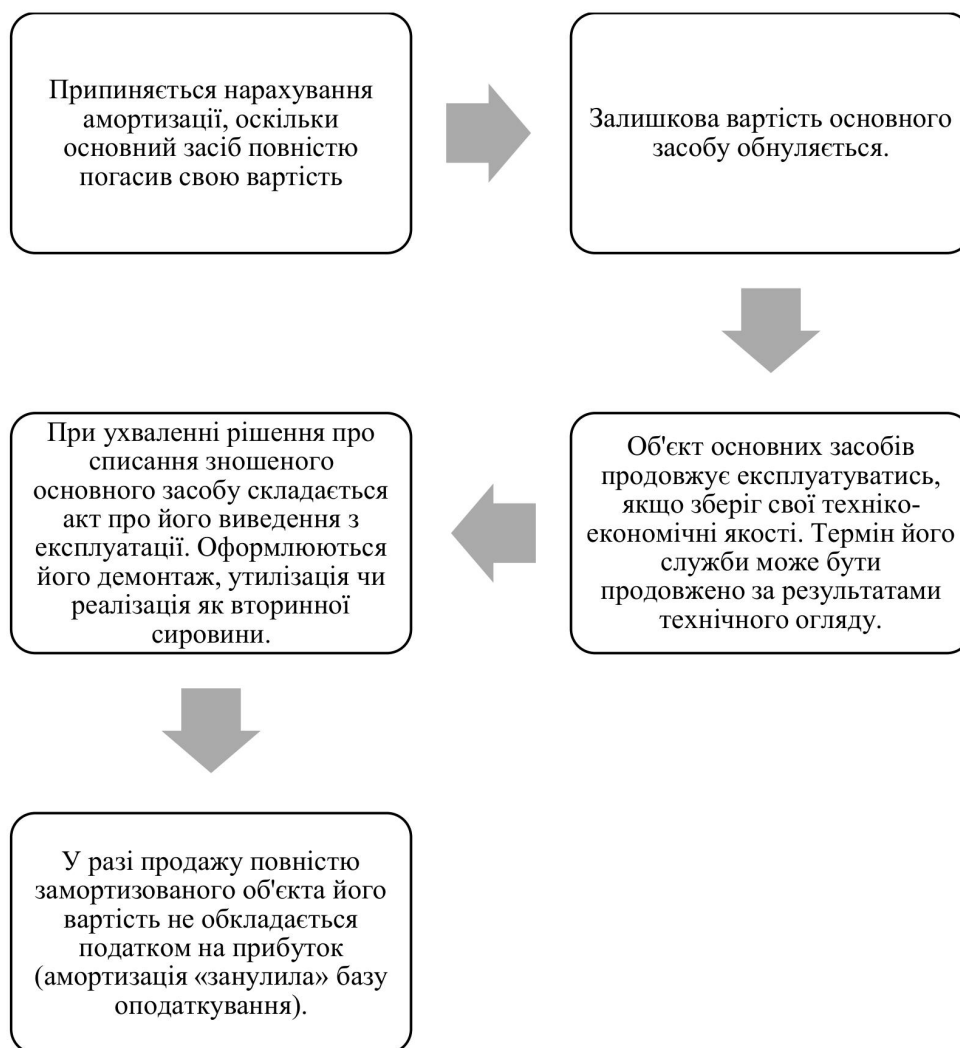 Припиняється нарахування
амортизації, оскільки
основний засіб повністю
погасив свою вартість
Залишкова вартість основного
засобу обнуляється.
Об'єкт основних засобів
продовжує експлуатуватись,
якщо зберіг свої техніко-
економічні якості. Термін його
служби може бути
продовжено за результатами
технічного огляду.
При ухваленні рішення про
списання зношеного
основного засобу складається
акт про його виведення з
експлуатації. Оформлюються
його демонтаж, утилізація чи
реалізація як вторинної
сировини.
У разі продажу повністю
замортизованого об'єкта його
вартість не обкладається
податком на прибуток
(амортизація «занулила» базу
оподаткування).